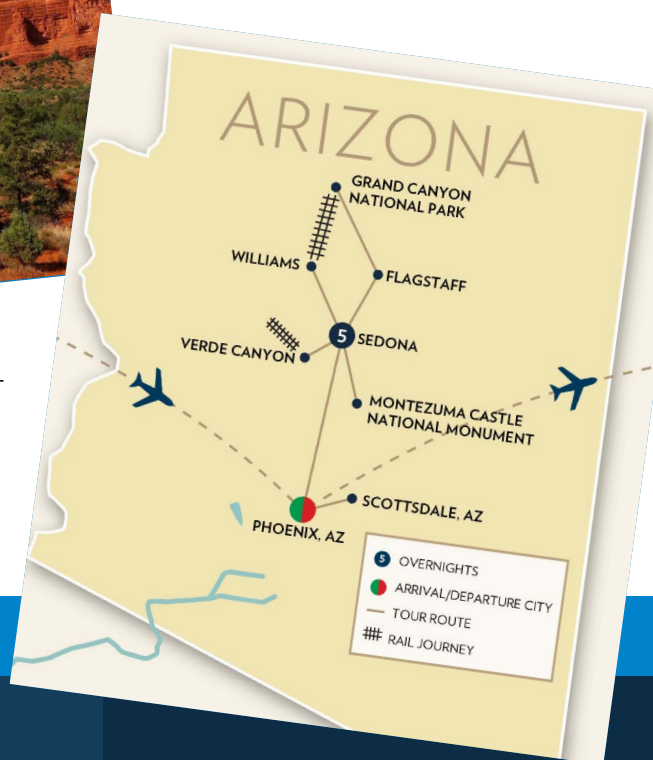 ARIZONA
GRAND CANYON
NATIONAL PARK
WILLIAMS
FLAGSTAFF
5
SEDONA
VERDE CANYON
MONTEZUMA CASTLE
NATIONAL MONUMENT
SCOTTSDALE, AZ
PHOENIX, AZ
5 OVERNIGHTS
ARRIVAL/DEPARTURE CITY
TOUR ROUTE
RAIL JOURNEY